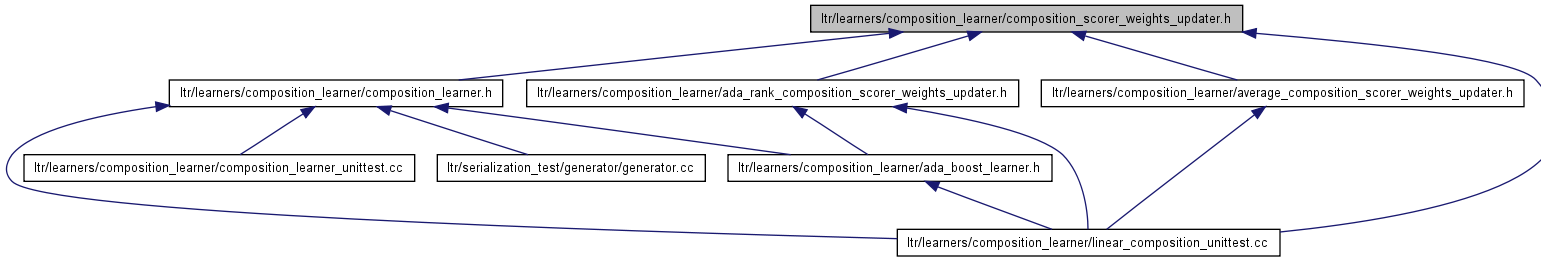 ltr/learners/composition_learner/composition_scorer_weights_updater.h
ltr/learners/composition_learner/composition_learner.h
ltr/learners/composition_learner/ada_rank_composition_scorer_weights_updater.h
ltr/learners/composition_learner/average_composition_scorer_weights_updater.h
ltr/learners/composition_learner/composition_learner_unittest.cc
ltr/serialization_test/generator/generator.cc
ltr/learners/composition_learner/ada_boost_learner.h
ltr/learners/composition_learner/linear_composition_unittest.cc